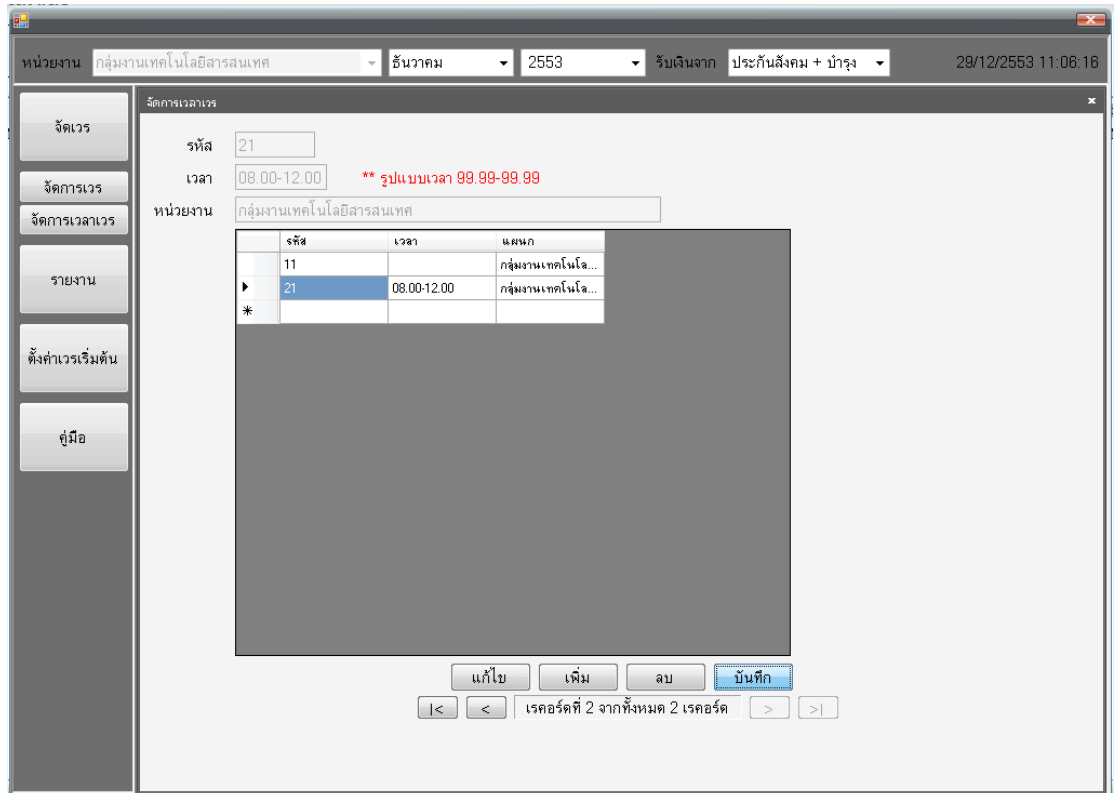 หน่วยงาน กลุ่มงานเทคโนโลยีสารสนเทศ ธันวาคม 2553 รับเงินจาก ประกันสังคม + บำรุง 29/12/2553 11:06:16
จัดการเวลาเวร
จัดเวร
จัดการเวร
จัดการเวลาเวร
รายงาน
ตั้งค่าเวรเริ่มต้น
คู่มือ
รหัส 21
เวลา 08.00-12.00 ** รูปแบบเวลา 99.99-99.99
หน่วยงาน กลุ่มงานเทคโนโลยีสารสนเทศ
รหัส เวลา แผนก
11 กลุ่มงานเทคโนโล...
21 08.00-12.00 กลุ่มงานเทคโนโล...
แก้ไข เพิ่ม ลบ บันทึก
|< < เรคอร์ดที่ 2 จากทั้งหมด 2 เรคอร์ด > >|